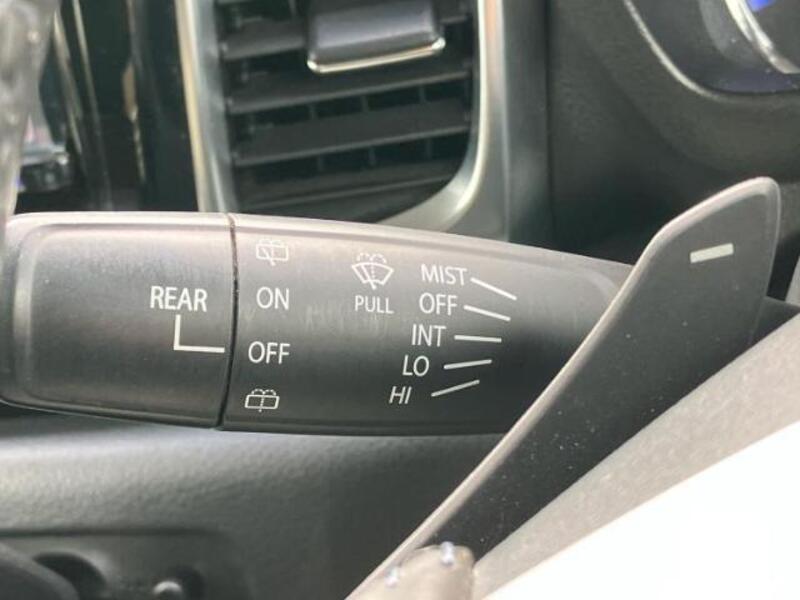 REAR
ON
OFF
PULL
MIST
OFF
INT
LO
HI